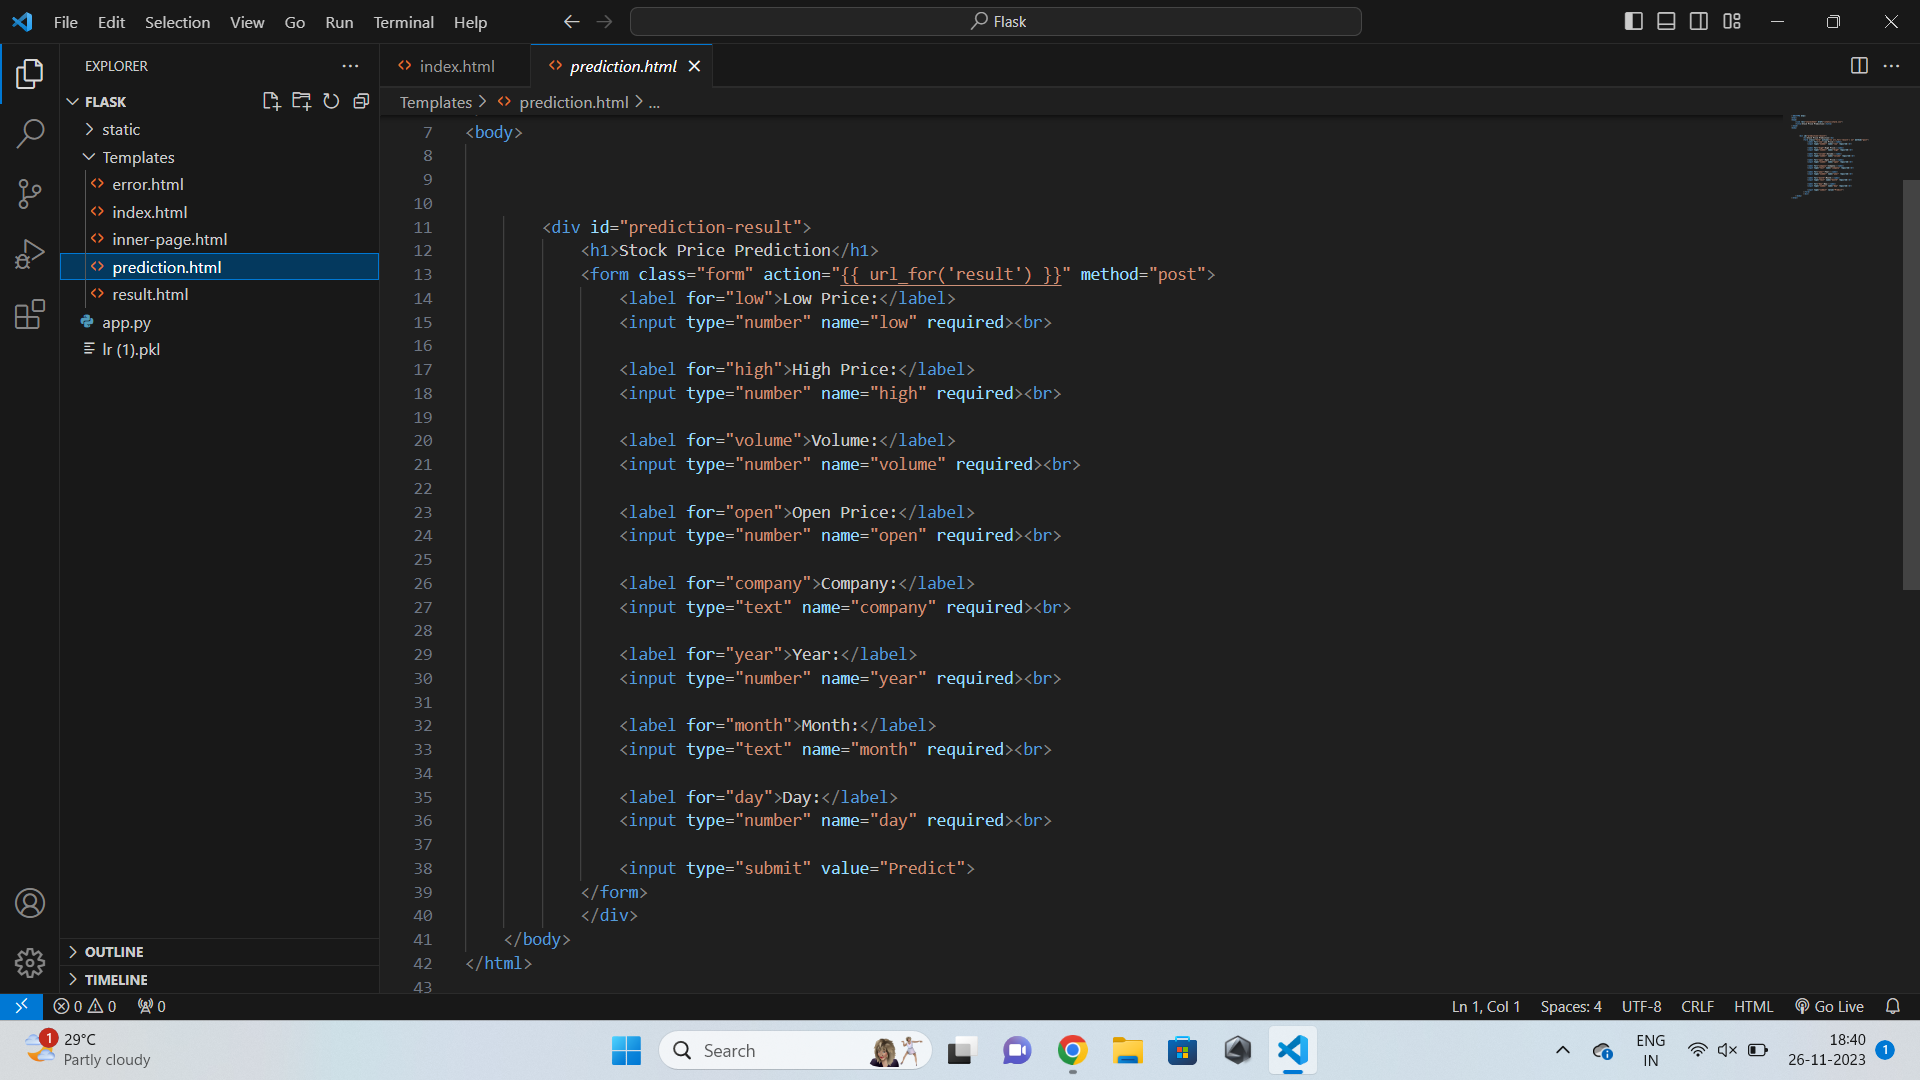 File Edit Selection View Go Run Terminal Help
Flask
EXPLORER
FLASK
static
Templates
error.html
index.html
inner-page.html
prediction.html
result.html
app.py
lr (1).pkl
OUTLINE
TIMELINE
index.html
prediction.html
Templates > prediction.html > ...
7 <body>
8
9
10
11 <div id="prediction-result">
12 <h1>Stock Price Prediction</h1>
13 <form class="form" action="{{ url_for('result') }}" method="post">
14 <label for="low">Low Price:</label>
15 <input type="number" name="low" required><br>
16
17 <label for="high">High Price:</label>
18 <input type="number" name="high" required><br>
19
20 <label for="volume">Volume:</label>
21 <input type="number" name="volume" required><br>
22
23 <label for="open">Open Price:</label>
24 <input type="number" name="open" required><br>
25
26 <label for="company">Company:</label>
27 <input type="text" name="company" required><br>
28
29 <label for="year">Year:</label>
30 <input type="number" name="year" required><br>
31
32 <label for="month">Month:</label>
33 <input type="text" name="month" required><br>
34
35 <label for="day">Day:</label>
36 <input type="number" name="day" required><br>
37
38 <input type="submit" value="Predict">
39 </form>
40 </div>
41 </body>
42 </html>
43
0 0 0
Ln 1, Col 1 Spaces: 4 UTF-8 CRLF HTML Go Live
1
29°C
Partly cloudy
Search
ENG
IN
18:40
26-11-2023
1